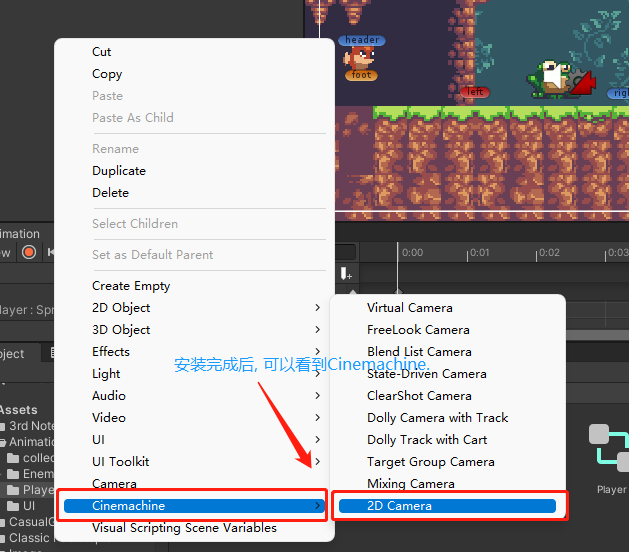 header
foot
left
righ
Cut
Copy
Paste
Paste As Child
Rename
Duplicate
Delete
Select Children
Set as Default Parent
Create Empty
2D Object
3D Object
Effects
Light
Audio
Video
UI
UI Toolkit
Camera
Cinemachine
Visual Scripting Scene Variables
安装完成后, 可以看到Cinemachine.
Virtual Camera
FreeLook Camera
Blend List Camera
State-Driven Camera
ClearShot Camera
Dolly Camera with Track
Dolly Track with Cart
Target Group Camera
Mixing Camera
2D Camera
imation
ew
0:00
0:01
0:02
0:03
layer : Spr
oject
Assets
3rd Note
Animatio
collec
Enem
Player
UI
CasualG
Classic
Image
Player